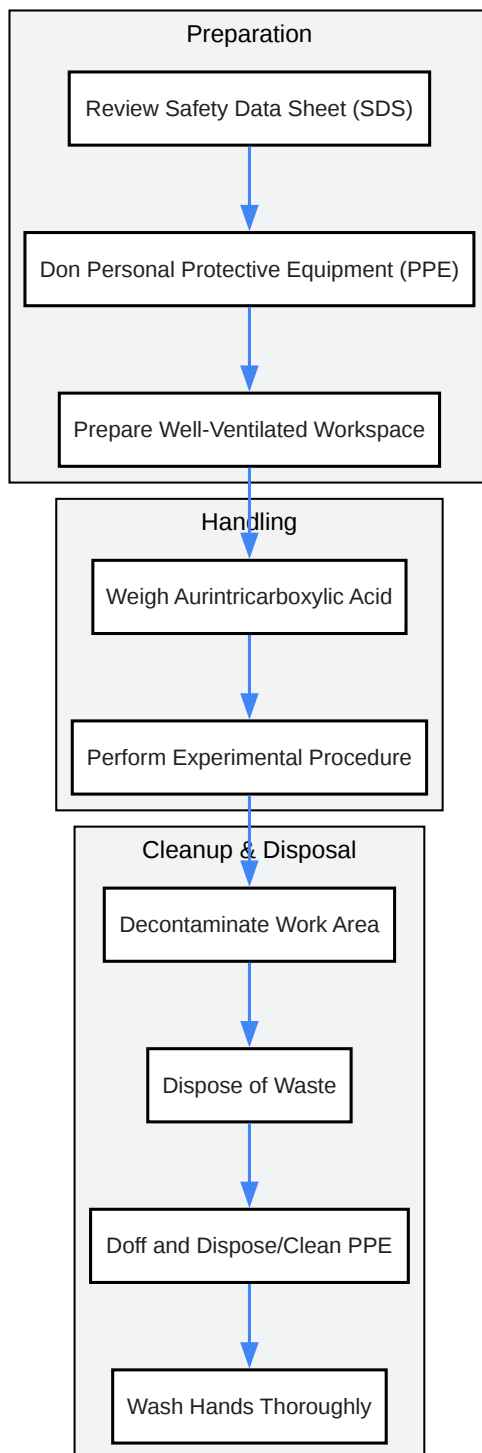 Preparation
Review Safety Data Sheet (SDS)
Don Personal Protective Equipment (PPE)
Prepare Well-Ventilated Workspace
Handling
Weigh Aurintricarboxylic Acid
Perform Experimental Procedure
Cleanup & Disposal
Decontaminate Work Area
Dispose of Waste
Doff and Dispose/Clean PPE
Wash Hands Thoroughly